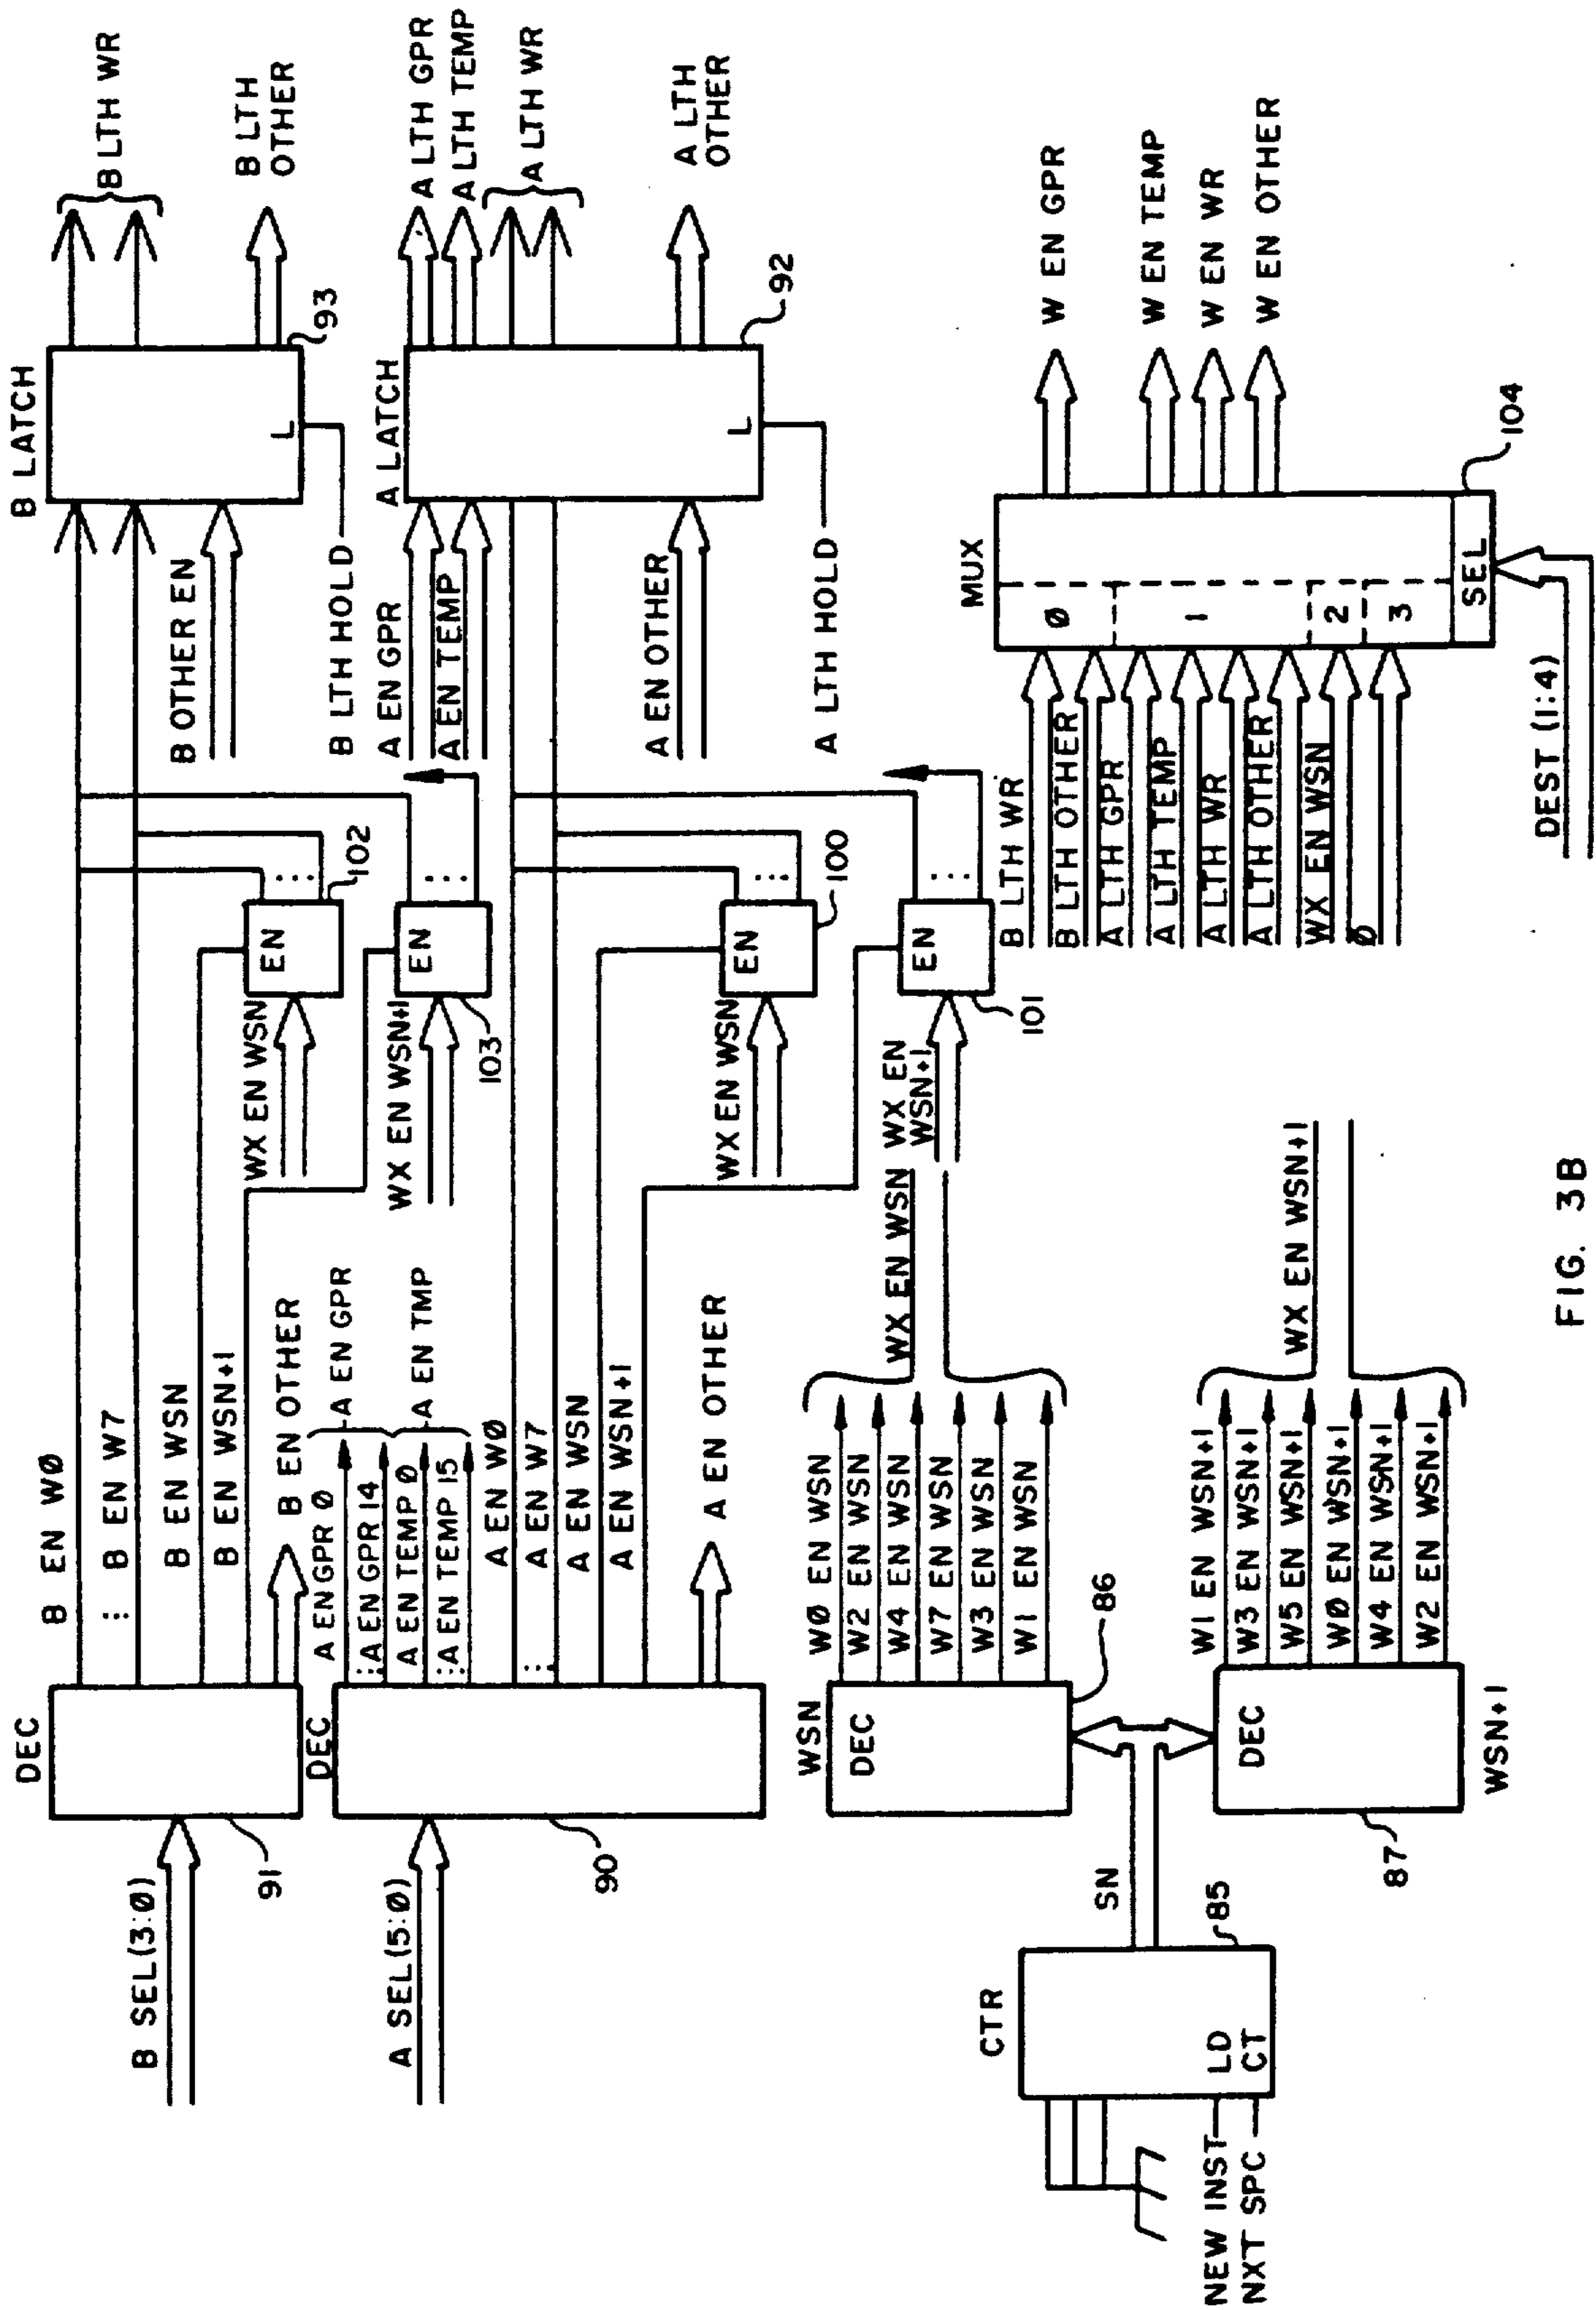 B SEL(3:0)
91
DEC
B EN WØ
⋮ B EN W7
B EN WSN
B EN WSN+1
B EN OTHER
WX EN WSN
EN
102
WX EN WSN+1
EN
103
B OTHER EN
B LTH HOLD
B LATCH
L
93
B LTH WR
B LTH
OTHER
A SEL(5:0)
90
DEC
A EN GPR Ø
⋮A EN GPR 14
A EN TEMP 0
⋮A EN TEMP 15
A EN GPR
A EN TMP
A EN WØ
⋮ A EN W7
A EN WSN
A EN WSN+1
A EN OTHER
WX EN WSN
EN
100
WX EN
WSN+1
EN
101
A EN GPR
A EN TEMP
A EN OTHER
A LTH HOLD
A LATCH
L
92
A LTH GPR
A LTH TEMP
A LTH WR
A LTH
OTHER
NEW INST
NXT SPC
LD
CT
CTR
85
SN
WSN
DEC
86
WØ EN WSN
W2 EN WSN
W4 EN WSN
W7 EN WSN
W3 EN WSN
W1 EN WSN
WX EN WSN
WX EN WSN
DEC
87
WSN+1
W1 EN WSN+1
W3 EN WSN+1
W5 EN WSN+1
WØ EN WSN+1
W4 EN WSN+1
W2 EN WSN+1
WX EN WSN+1
B LTH WR
B LTH OTHER
A LTH GPR
A LTH TEMP
A LTH WR
A LTH OTHER
WX EN WSN
Ø
MUX
Ø
1
2
3
SEL
104
DEST (1:4)
W EN GPR
W EN TEMP
W EN WR
W EN OTHER
FIG. 3B